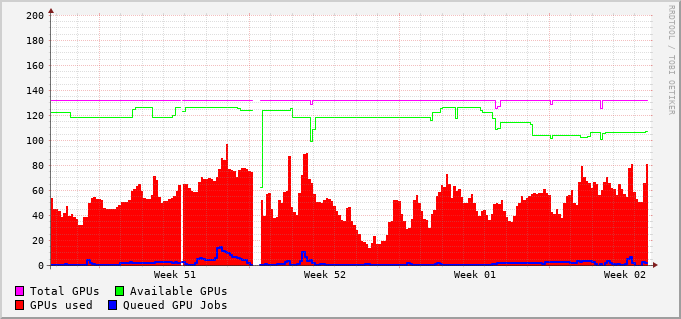 200
180
160
140
120
100
80
60
40
20
0
Week 51 Week 52 Week 01 Week 02
Total GPUs Available GPUs
GPUs used Queued GPU Jobs
RRDTOOL / TOBI OETIKER